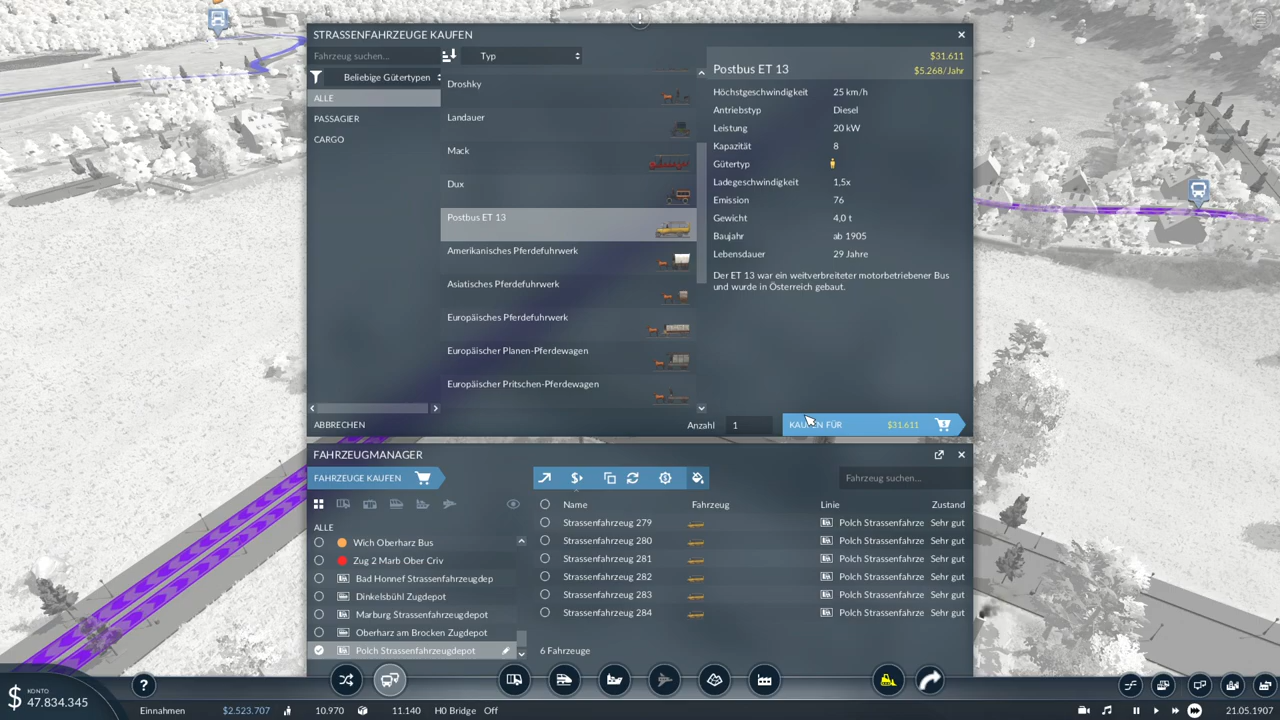 STRASSENFAHRZEUGE KAUFEN
Fahrzeug suchen...
Typ
Beliebige Gütertypen
ALLE
PASSAGIER
CARGO
Droshky
Landauer
Mack
Dux
Postbus ET 13
Amerikanisches Pferdefuhrwerk
Asiatisches Pferdefuhrwerk
Europäisches Pferdefuhrwerk
Europäischer Planen-Pferdewagen
Europäischer Pritschen-Pferdewagen
$31.611
Postbus ET 13
$5.268/Jahr
Höchstgeschwindigkeit 25 km/h
Antriebstyp Diesel
Leistung 20 kW
Kapazität 8
Gütertyp
Ladegeschwindigkeit 1,5x
Emission 76
Gewicht 4,0 t
Baujahr ab 1905
Lebensdauer 29 Jahre
Der ET 13 war ein weitverbreiteter motorbetriebener Bus
und wurde in Österreich gebaut.
ABBRECHEN
Anzahl 1
KAUFEN FÜR $31.611
FAHRZEUGMANAGER
FAHRZEUGE KAUFEN
Fahrzeug suchen...
ALLE
Wich Oberharz Bus
Zug 2 Marb Ober Criv
Bad Honnef Strassenfahrzeugdep
Dinkelsbühl Zugdepot
Marburg Strassenfahrzeugdepot
Oberharz am Brocken Zugdepot
Polch Strassenfahrzeugdepot
Name Fahrzeug Linie Zustand
Strassenfahrzeug 279 Polch Strassenfahrze Sehr gut
Strassenfahrzeug 280 Polch Strassenfahrze Sehr gut
Strassenfahrzeug 281 Polch Strassenfahrze Sehr gut
Strassenfahrzeug 282 Polch Strassenfahrze Sehr gut
Strassenfahrzeug 283 Polch Strassenfahrze Sehr gut
Strassenfahrzeug 284 Polch Strassenfahrze Sehr gut
6 Fahrzeuge
$ KONTO
47.834.345
?
Einnahmen $2.523.707 10.970 11.140 H0 Bridge Off
21.05.1907